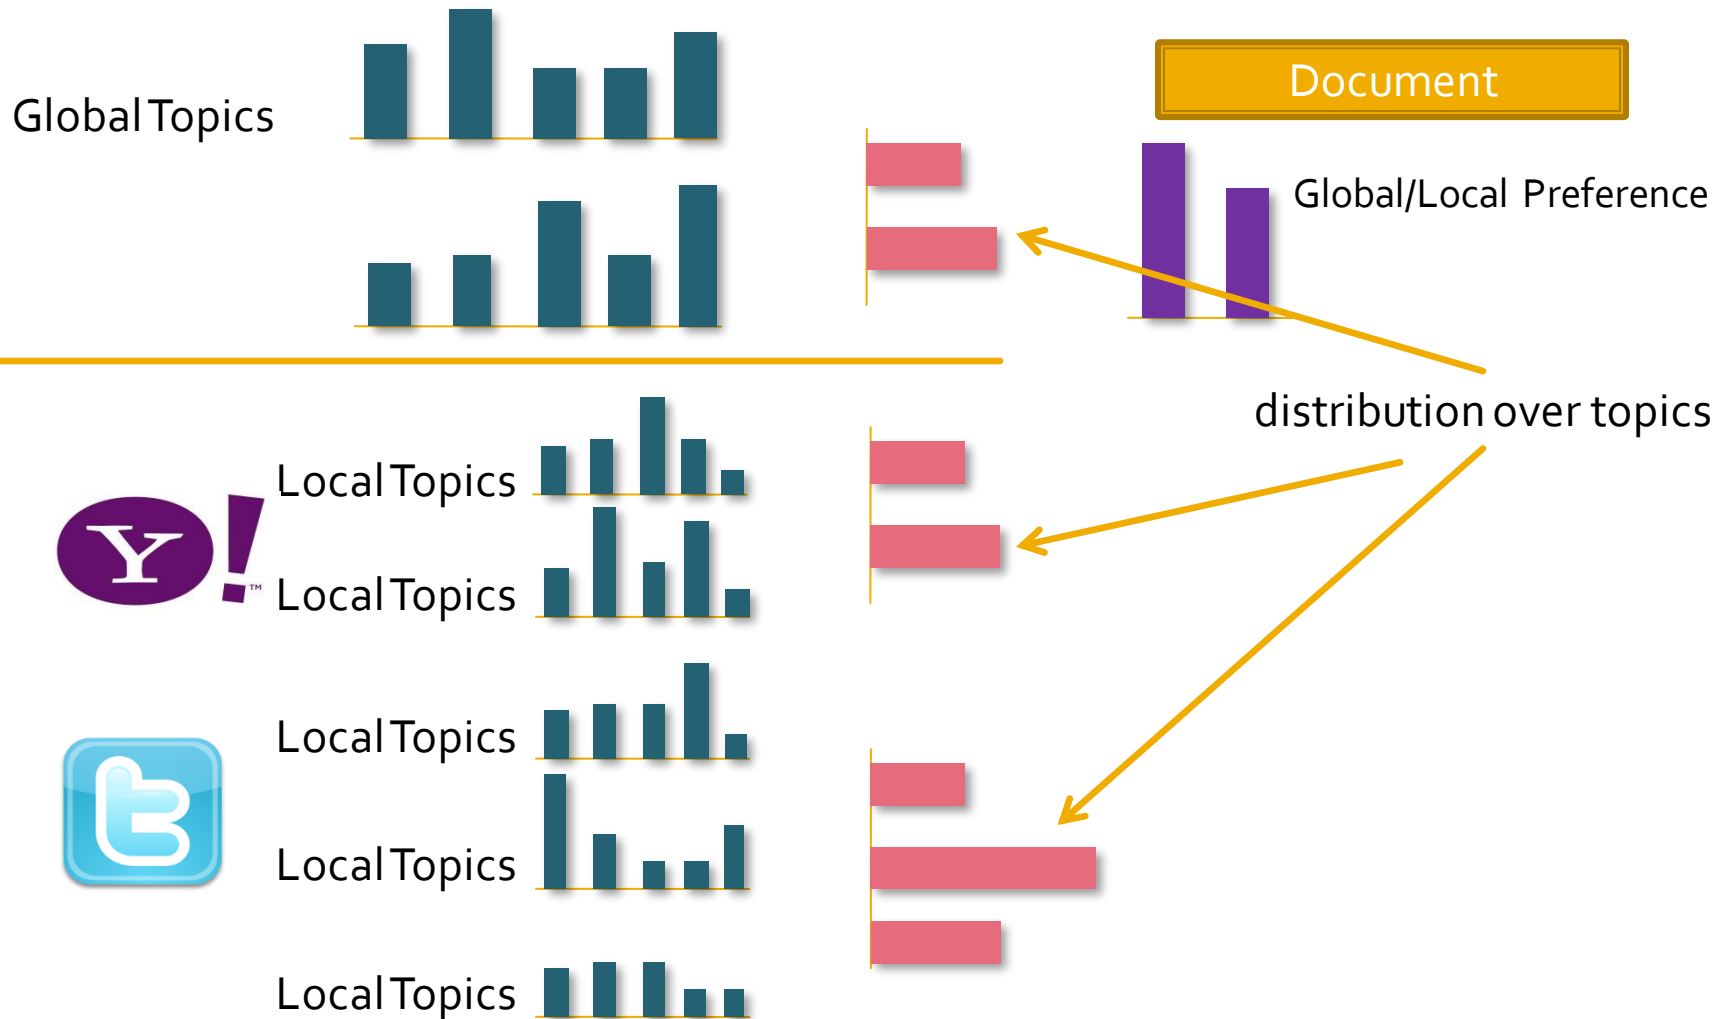 Document
Global Topics
Global/Local Preference
distribution over topics
Local Topics
Y!
TM
Local Topics
Local Topics
t
Local Topics
Local Topics